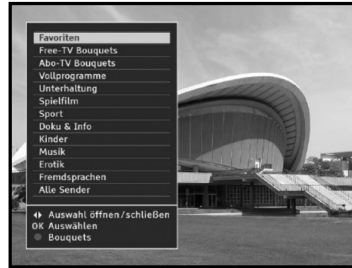 Favoriten
Free-TV Bouquets
Abo-TV Bouquets
Vollprogramme
Unterhaltung
Spielfilm
Sport
Doku & Info
Kinder
Musik
Erotik
Fremdsprachen
Alle Sender
Auswahl öffnen/schließen
OK Auswählen
Bouquets